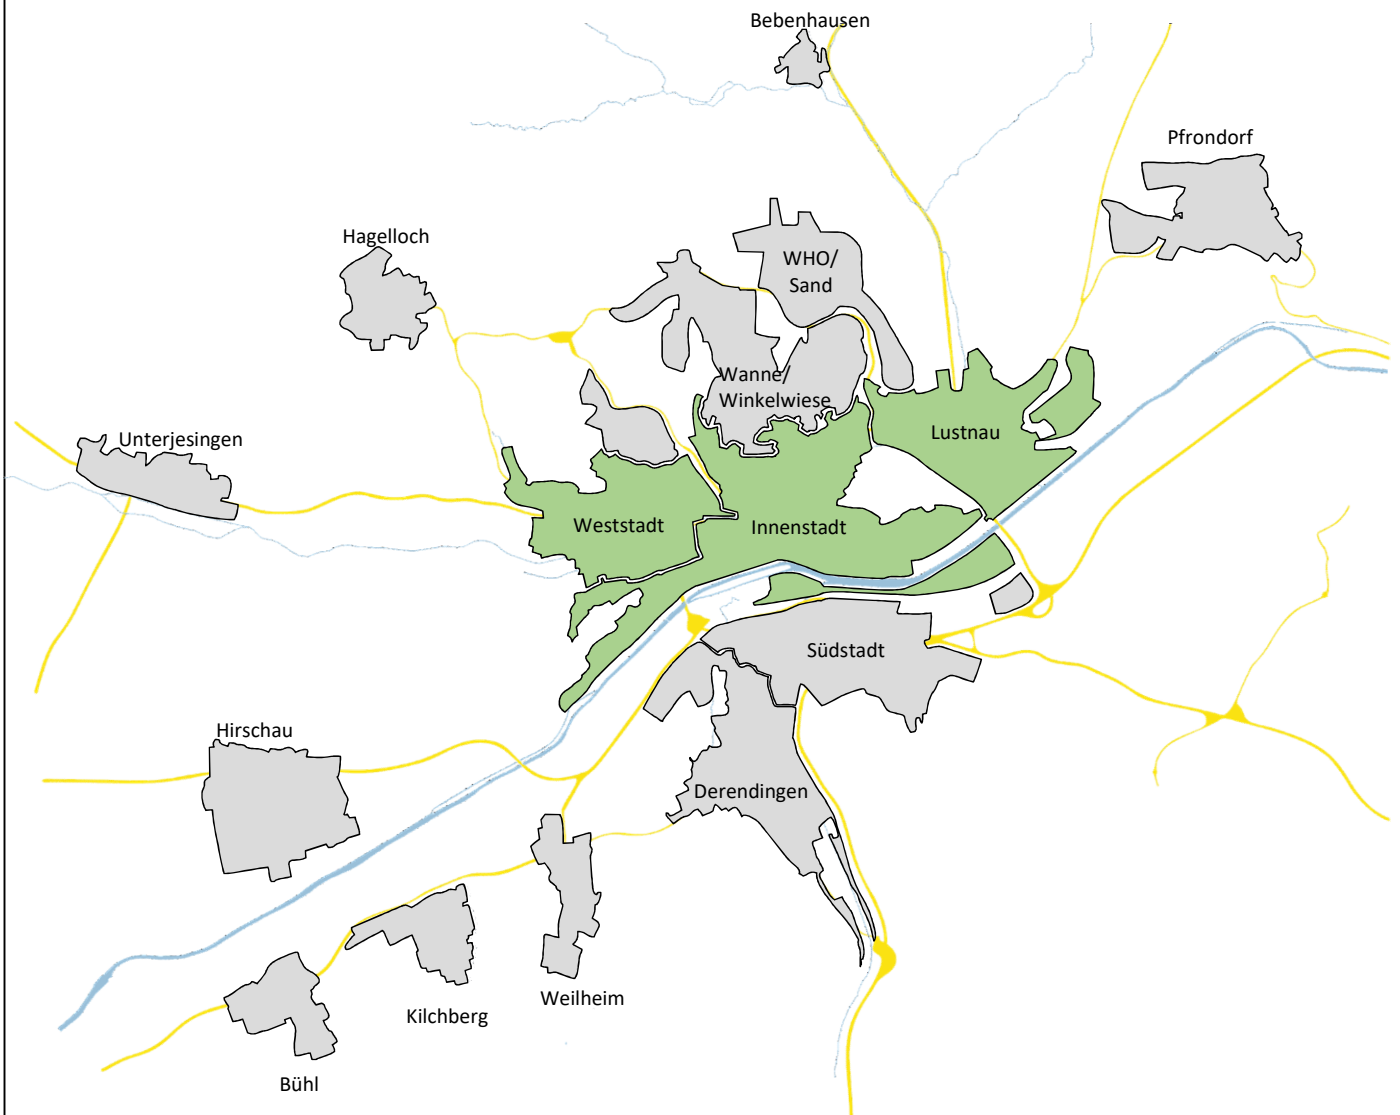 Bebenhausen
Pfrondorf
Hagelloch
WHO/
Sand
Wanne/
Winkelwiese
Lustnau
Unterjesingen
Weststadt
Innenstadt
Südstadt
Hirschau
Derendingen
Weilheim
Kilchberg
Bühl